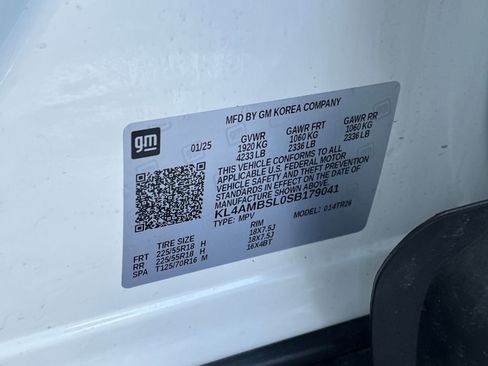 MFD BY GM KOREA COMPANY
gm
01/25
GVWR GAWR FRT GAWR RR
1920 KG 1060 KG 1060 KG
4233 LB 2336 LB 2336 LB
THIS VEHICLE CONFORMS TO ALL
APPLICABLE U.S. FEDERAL MOTOR
VEHICLE SAFETY, BUMPER, AND THEFT PREVENTION
STANDARDS IN EFFECT ON THE DATE OF
MANUFACTURE SHOWN ABOVE.
KL4AMBSL0SB179041
TYPE: MPV MODEL: 014TR26
TIRE SIZE RIM
FRT 225/55R18 H 18X7.5J
RR 225/55R18 H 18X7.5J
SPA T125/70R16 M 16X4BT